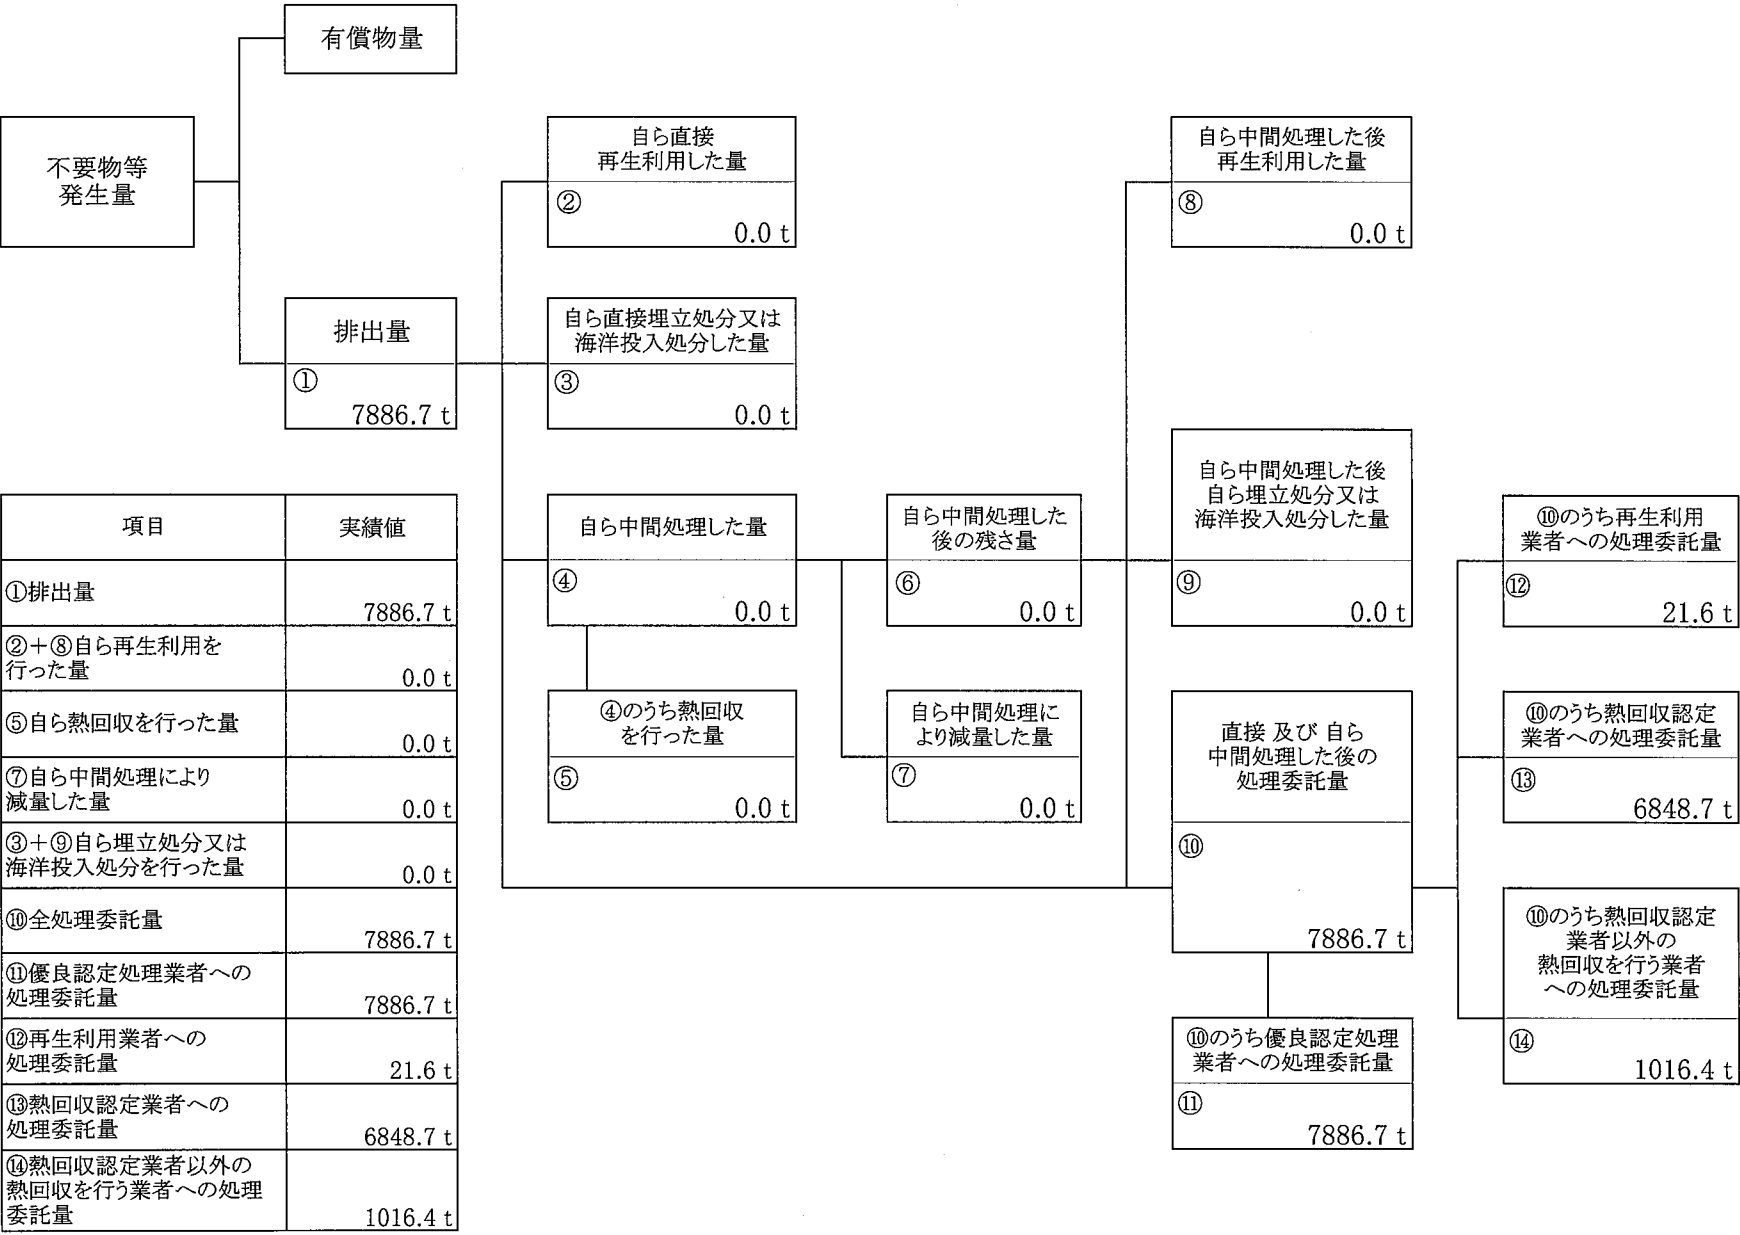 有償物量
不要物等
発生量
排出量
①
7886.7 t
自ら直接
再生利用した量
②
0.0 t
自ら直接埋立処分又は
海洋投入処分した量
③
0.0 t
自ら中間処理した量
④
0.0 t
④のうち熱回収
を行った量
⑤
0.0 t
自ら中間処理した
後の残さ量
⑥
0.0 t
自ら中間処理に
より減量した量
⑦
0.0 t
自ら中間処理した後
再生利用した量
⑧
0.0 t
自ら中間処理した後
自ら埋立処分又は
海洋投入処分した量
⑨
0.0 t
直接 及び 自ら
中間処理した後の
処理委託量
⑩
7886.7 t
⑩のうち優良認定処理
業者への処理委託量
⑪
7886.7 t
⑩のうち再生利用
業者への処理委託量
⑫
21.6 t
⑩のうち熱回収認定
業者への処理委託量
⑬
6848.7 t
⑩のうち熱回収認定
業者以外の
熱回収を行う業者
への処理委託量
⑭
1016.4 t
項目 実績値
①排出量
7886.7 t
②＋⑧自ら再生利用を
行った量
0.0 t
⑤自ら熱回収を行った量
0.0 t
⑦自ら中間処理により
減量した量
0.0 t
③＋⑨自ら埋立処分又は
海洋投入処分を行った量
0.0 t
⑩全処理委託量
7886.7 t
⑪優良認定処理業者への
処理委託量
7886.7 t
⑫再生利用業者への
処理委託量
21.6 t
⑬熱回収認定業者への
処理委託量
6848.7 t
⑭熱回収認定業者以外の
熱回収を行う業者への処理
委託量
1016.4 t